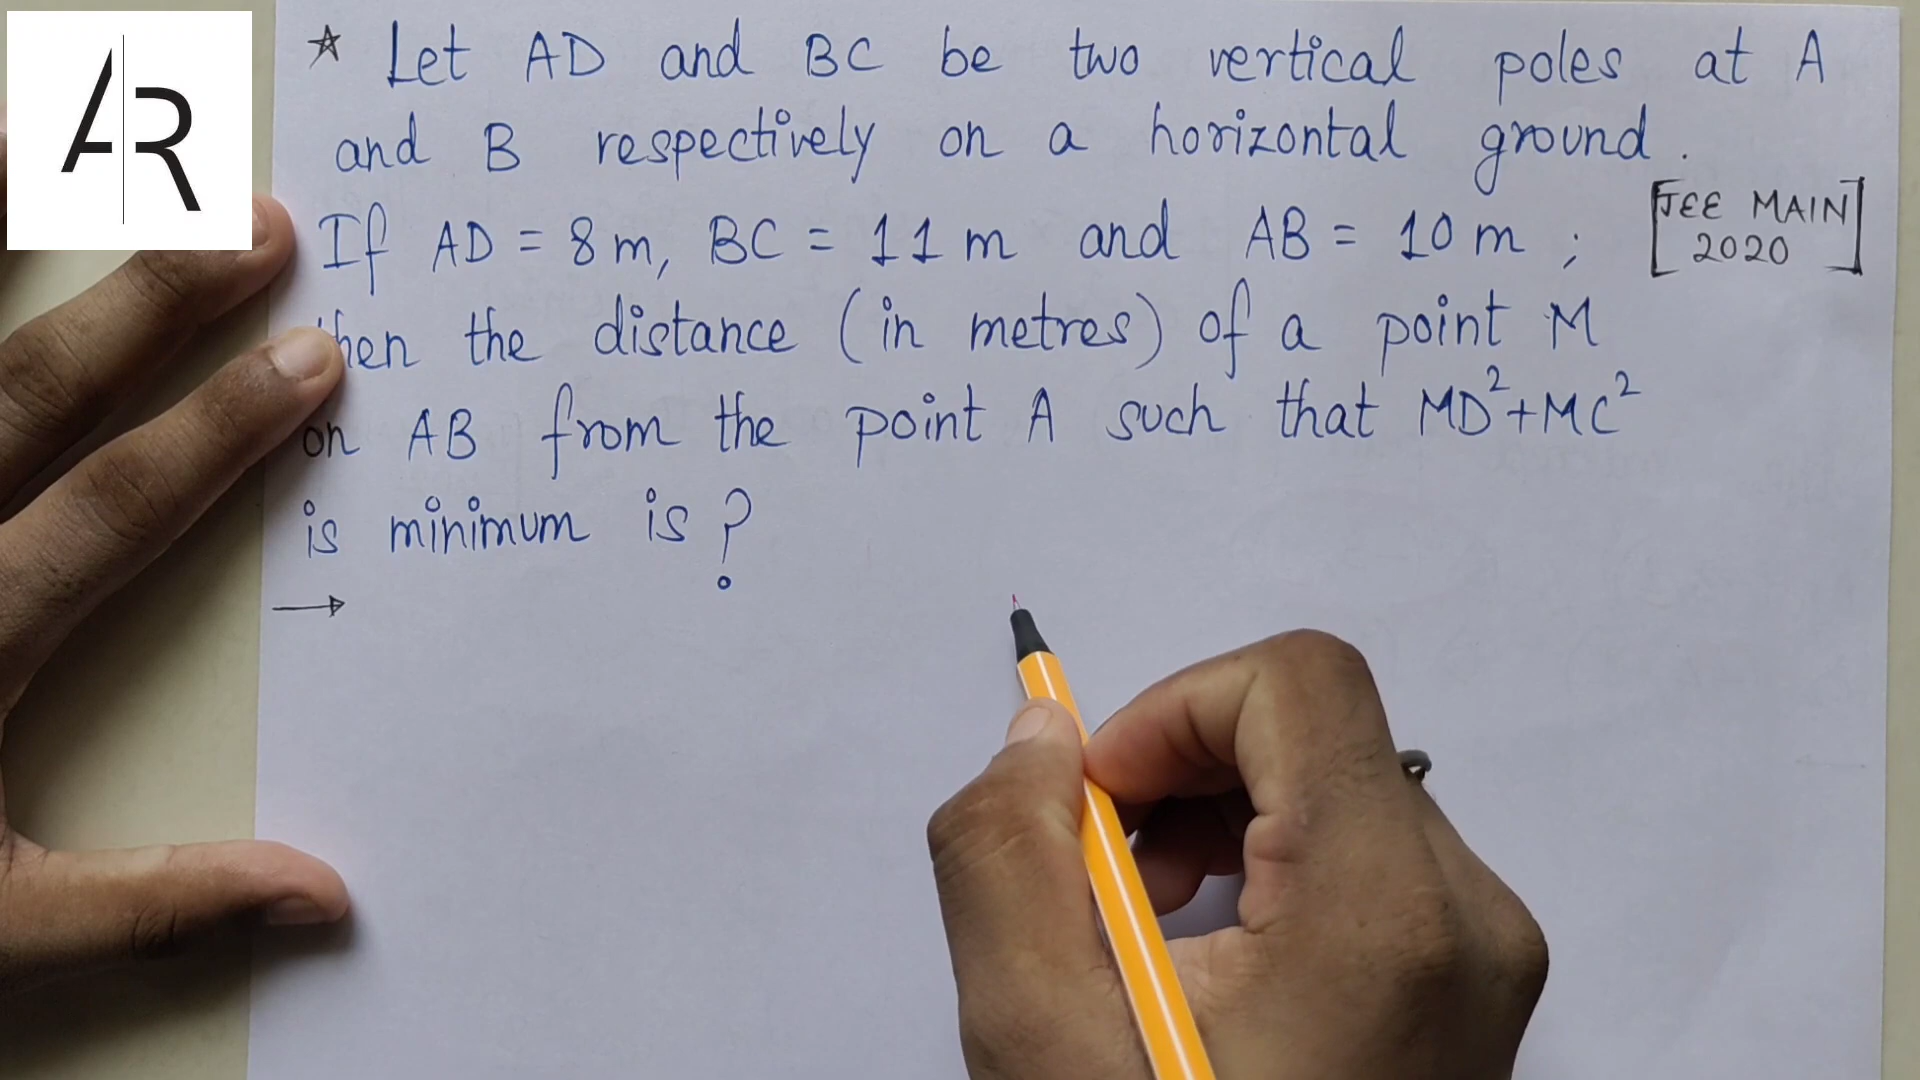 AR
☆ Let AD and BC be two vertical poles at A
and B respectively on a horizontal ground.
If AD = 8 m, BC = 11 m and AB = 10 m ;
[JEE MAIN
2020]
then the distance (in metres) of a point M
on AB from the point A such that MD²+MC²
is minimum is ?
→